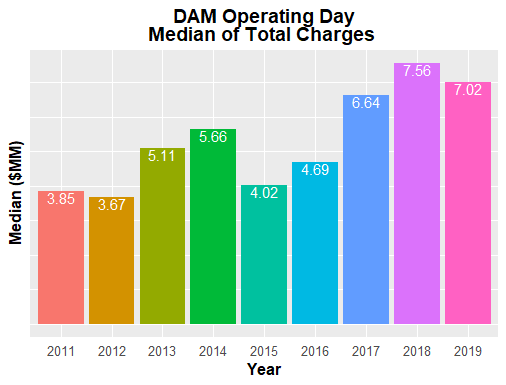 DAM Operating Day
Median of Total Charges
Median ($MM)
3.85
3.67
5.11
5.66
4.02
4.69
6.64
7.56
7.02
2011 2012 2013 2014 2015 2016 2017 2018 2019
Year